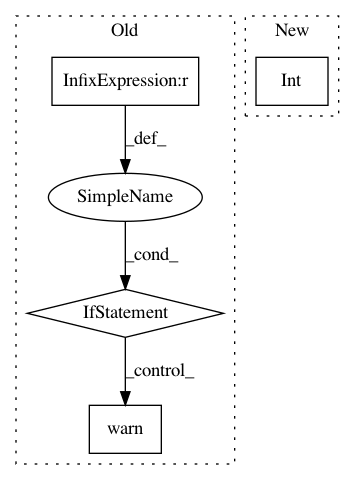 Old
New
InfixExpression:r
Int
_def_
SimpleName
_cond_
IfStatement
_control_
warn